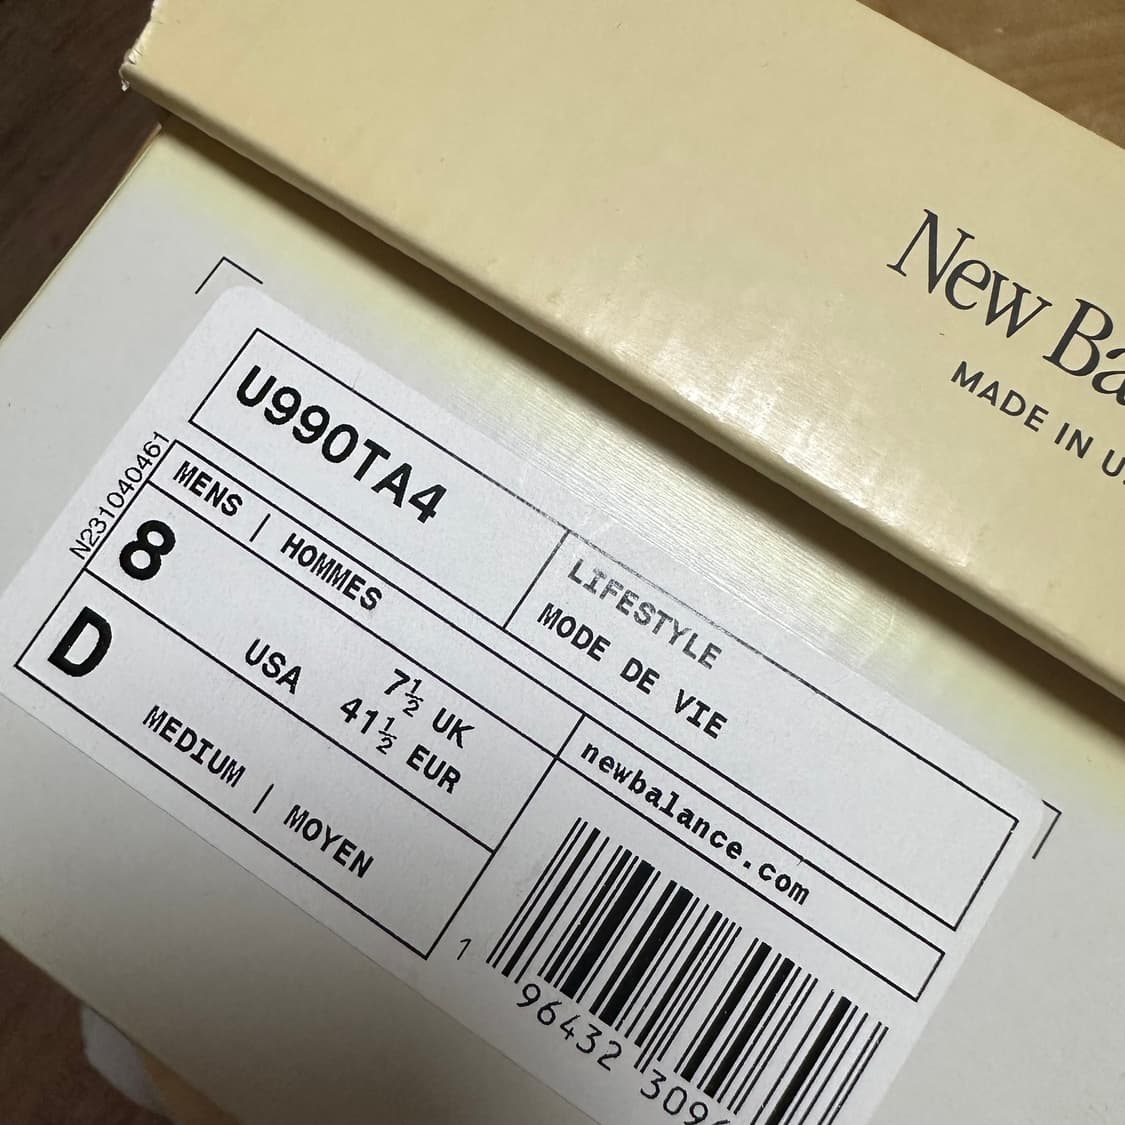 New Ba
MADE IN U.
U990TA4
LIFESTYLE
MODE DE VIE
N231040461
MENS | HOMMES
8
USA
7½ UK
41½ EUR
D
MEDIUM | MOYEN
newbalance.com
1 96432 309